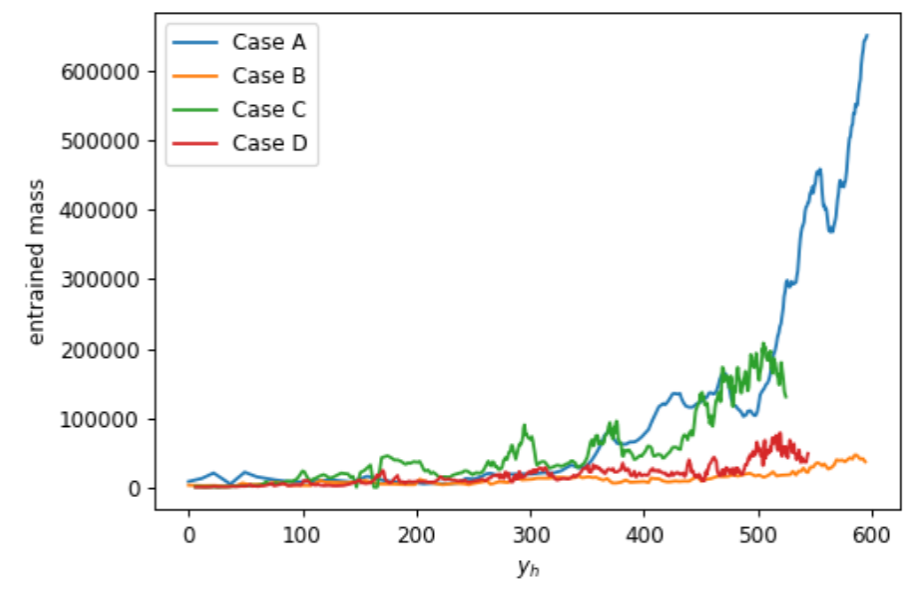 Case A
Case B
Case C
Case D
600000
500000
400000
300000
200000
100000
0
entrained mass
0 100 200 300 400 500 600
y_h